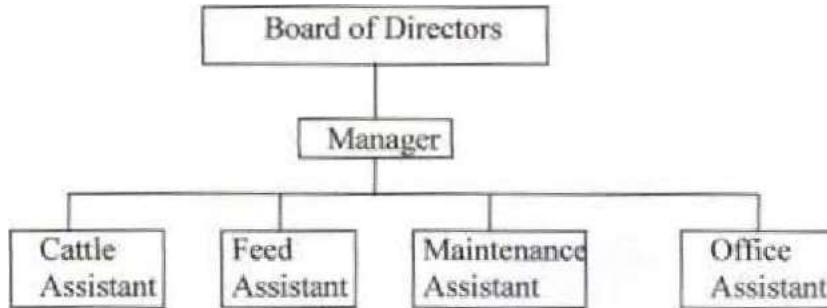 Board of Directors
Manager
Cattle
Assistant
Feed
Assistant
Maintenance
Assistant
Office
Assistant